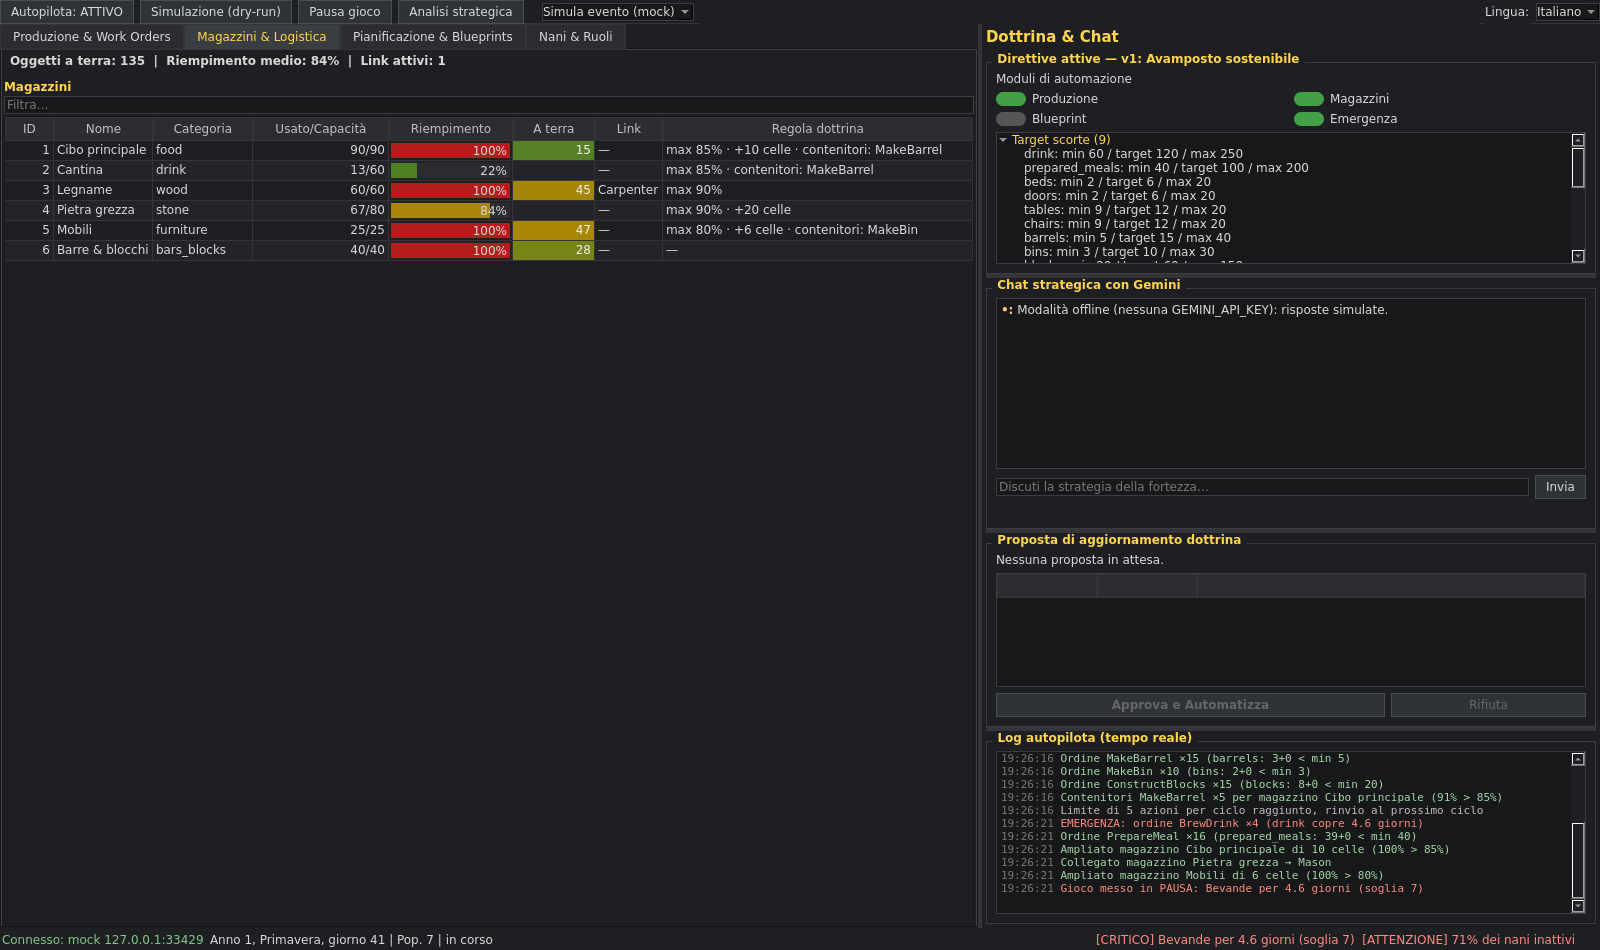 Autopilota: ATTIVO Simulazione (dry-run) Pausa gioco Analisi strategica Simula evento (mock) Lingua: Italiano
Produzione & Work Orders Magazzini & Logistica Pianificazione & Blueprints Nani & Ruoli
Oggetti a terra: 135 | Riempimento medio: 84% | Link attivi: 1
Magazzini
Filtra...
ID Nome Categoria Usato/Capacità Riempimento A terra Link Regola dottrina
1 Cibo principale food 90/90 100% 15 — max 85% · +10 celle · contenitori: MakeBarrel
2 Cantina drink 13/60 22% — max 85% · contenitori: MakeBarrel
3 Legname wood 60/60 100% 45 Carpenter max 90%
4 Pietra grezza stone 67/80 84% — max 90% · +20 celle
5 Mobili furniture 25/25 100% 47 — max 80% · +6 celle · contenitori: MakeBin
6 Barre & blocchi bars_blocks 40/40 100% 28 — —
Dottrina & Chat
Direttive attive — v1: Avamposto sostenibile
Moduli di automazione
Produzione Magazzini
Blueprint Emergenza
Target scorte (9)
drink: min 60 / target 120 / max 250
prepared_meals: min 40 / target 100 / max 200
beds: min 2 / target 6 / max 20
doors: min 2 / target 6 / max 20
tables: min 9 / target 12 / max 20
chairs: min 9 / target 12 / max 20
barrels: min 5 / target 15 / max 40
bins: min 3 / target 10 / max 30
Chat strategica con Gemini
•: Modalità offline (nessuna GEMINI_API_KEY): risposte simulate.
Discuti la strategia della fortezza...
Invia
Proposta di aggiornamento dottrina
Nessuna proposta in attesa.
Approva e Automatizza Rifiuta
Log autopilota (tempo reale)
19:26:16 Ordine MakeBarrel ×15 (barrels: 3+0 < min 5)
19:26:16 Ordine MakeBin ×10 (bins: 2+0 < min 3)
19:26:16 Ordine ConstructBlocks ×15 (blocks: 8+0 < min 20)
19:26:16 Contenitori MakeBarrel ×5 per magazzino Cibo principale (91% > 85%)
19:26:16 Limite di 5 azioni per ciclo raggiunto, rinvio al prossimo ciclo
19:26:21 EMERGENZA: ordine BrewDrink ×4 (drink copre 4.6 giorni)
19:26:21 Ordine PrepareMeal ×16 (prepared_meals: 39+0 < min 40)
19:26:21 Ampliato magazzino Cibo principale di 10 celle (100% > 85%)
19:26:21 Collegato magazzino Pietra grezza → Mason
19:26:21 Ampliato magazzino Mobili di 6 celle (100% > 80%)
19:26:21 Gioco messo in PAUSA: Bevande per 4.6 giorni (soglia 7)
Connesso: mock 127.0.0.1:33429 Anno 1, Primavera, giorno 41 | Pop. 7 | in corso [CRITICO] Bevande per 4.6 giorni (soglia 7) [ATTENZIONE] 71% dei nani inattivi